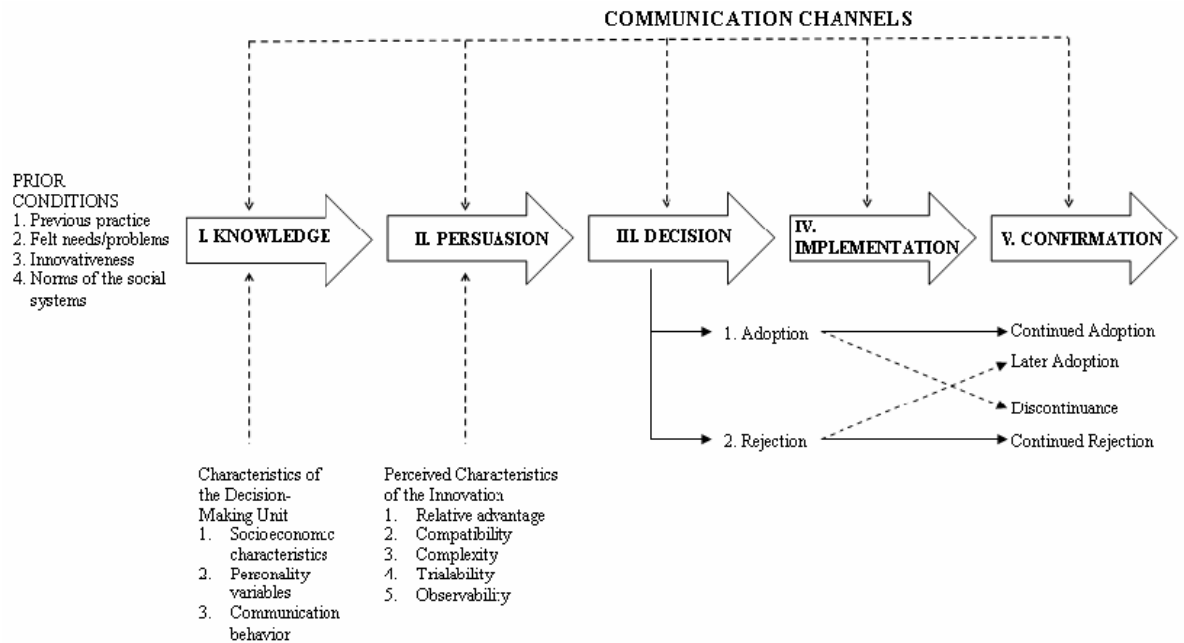 COMMUNICATION CHANNELS
PRIOR
CONDITIONS
1. Previous practice
2. Felt needs/problems
3. Innovativeness
4. Norms of the social
systems
I. KNOWLEDGE
II. PERSUASION
III. DECISION
IV.
IMPLEMENTATION
V. CONFIRMATION
1. Adoption
2. Rejection
Continued Adoption
Later Adoption
Discontinuance
Continued Rejection
Characteristics of
the Decision-
Making Unit
1. Socioeconomic
characteristics
2. Personality
variables
3. Communication
behavior
Perceived Characteristics
of the Innovation
1. Relative advantage
2. Compatibility
3. Complexity
4. Trialability
5. Observability